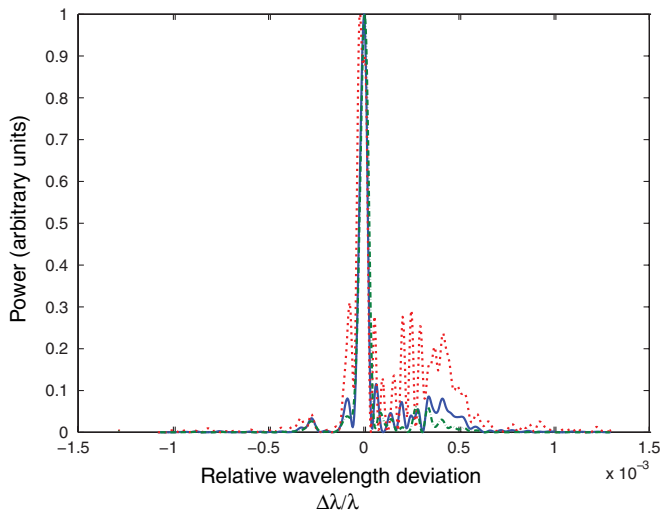 1
0.9
0.8
0.7
0.6
0.5
0.4
0.3
0.2
0.1
0
Power (arbitrary units)
−1.5 −1 −0.5 0 0.5 1 1.5
x 10⁻³
Relative wavelength deviation
Δλ/λ